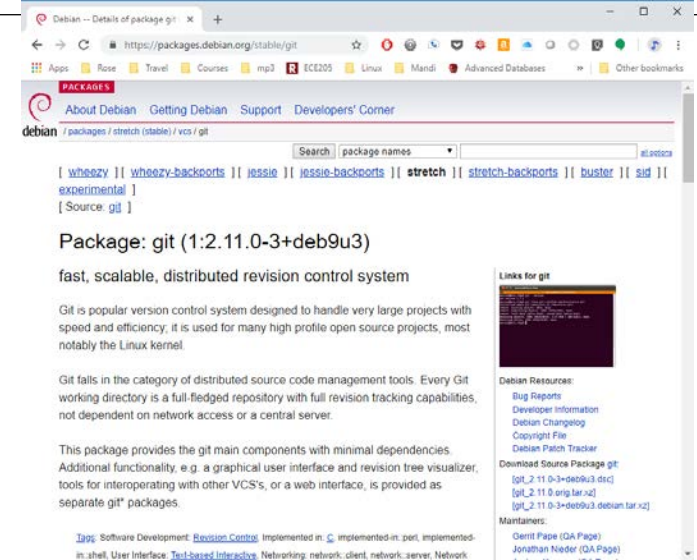 Debian -- Details of package git
https://packages.debian.org/stable/git
Apps Rose Travel Courses mp3 R ECE205 Linux Mandi Advanced Databases » Other bookmarks
PACKAGES
About Debian Getting Debian Support Developers' Corner
debian / packages / stretch (stable) / vcs / git
Search package names all options
[ wheezy ][ wheezy-backports ][ jessie ][ jessie-backports ][ stretch ][ stretch-backports ][ buster ][ sid ][
experimental ]
[ Source: git ]
Package: git (1:2.11.0-3+deb9u3)
fast, scalable, distributed revision control system
Git is popular version control system designed to handle very large projects with
speed and efficiency; it is used for many high profile open source projects, most
notably the Linux kernel.
Git falls in the category of distributed source code management tools. Every Git
working directory is a full-fledged repository with full revision tracking capabilities,
not dependent on network access or a central server.
This package provides the git main components with minimal dependencies.
Additional functionality, e.g. a graphical user interface and revision tree visualizer,
tools for interoperating with other VCS's, or a web interface, is provided as
separate git* packages.
Tags: Software Development: Revision Control, Implemented in: C, implemented-in::perl, implemented-
in::shell, User Interface: Text-based Interactive, Networking: network::client, network::server, Network
Links for git
Debian Resources:
Bug Reports
Developer Information
Debian Changelog
Copyright File
Debian Patch Tracker
Download Source Package git:
[git_2.11.0-3+deb9u3.dsc]
[git_2.11.0.orig.tar.xz]
[git_2.11.0-3+deb9u3.debian.tar.xz]
Maintainers:
Gerrit Pape (QA Page)
Jonathan Nieder (QA Page)